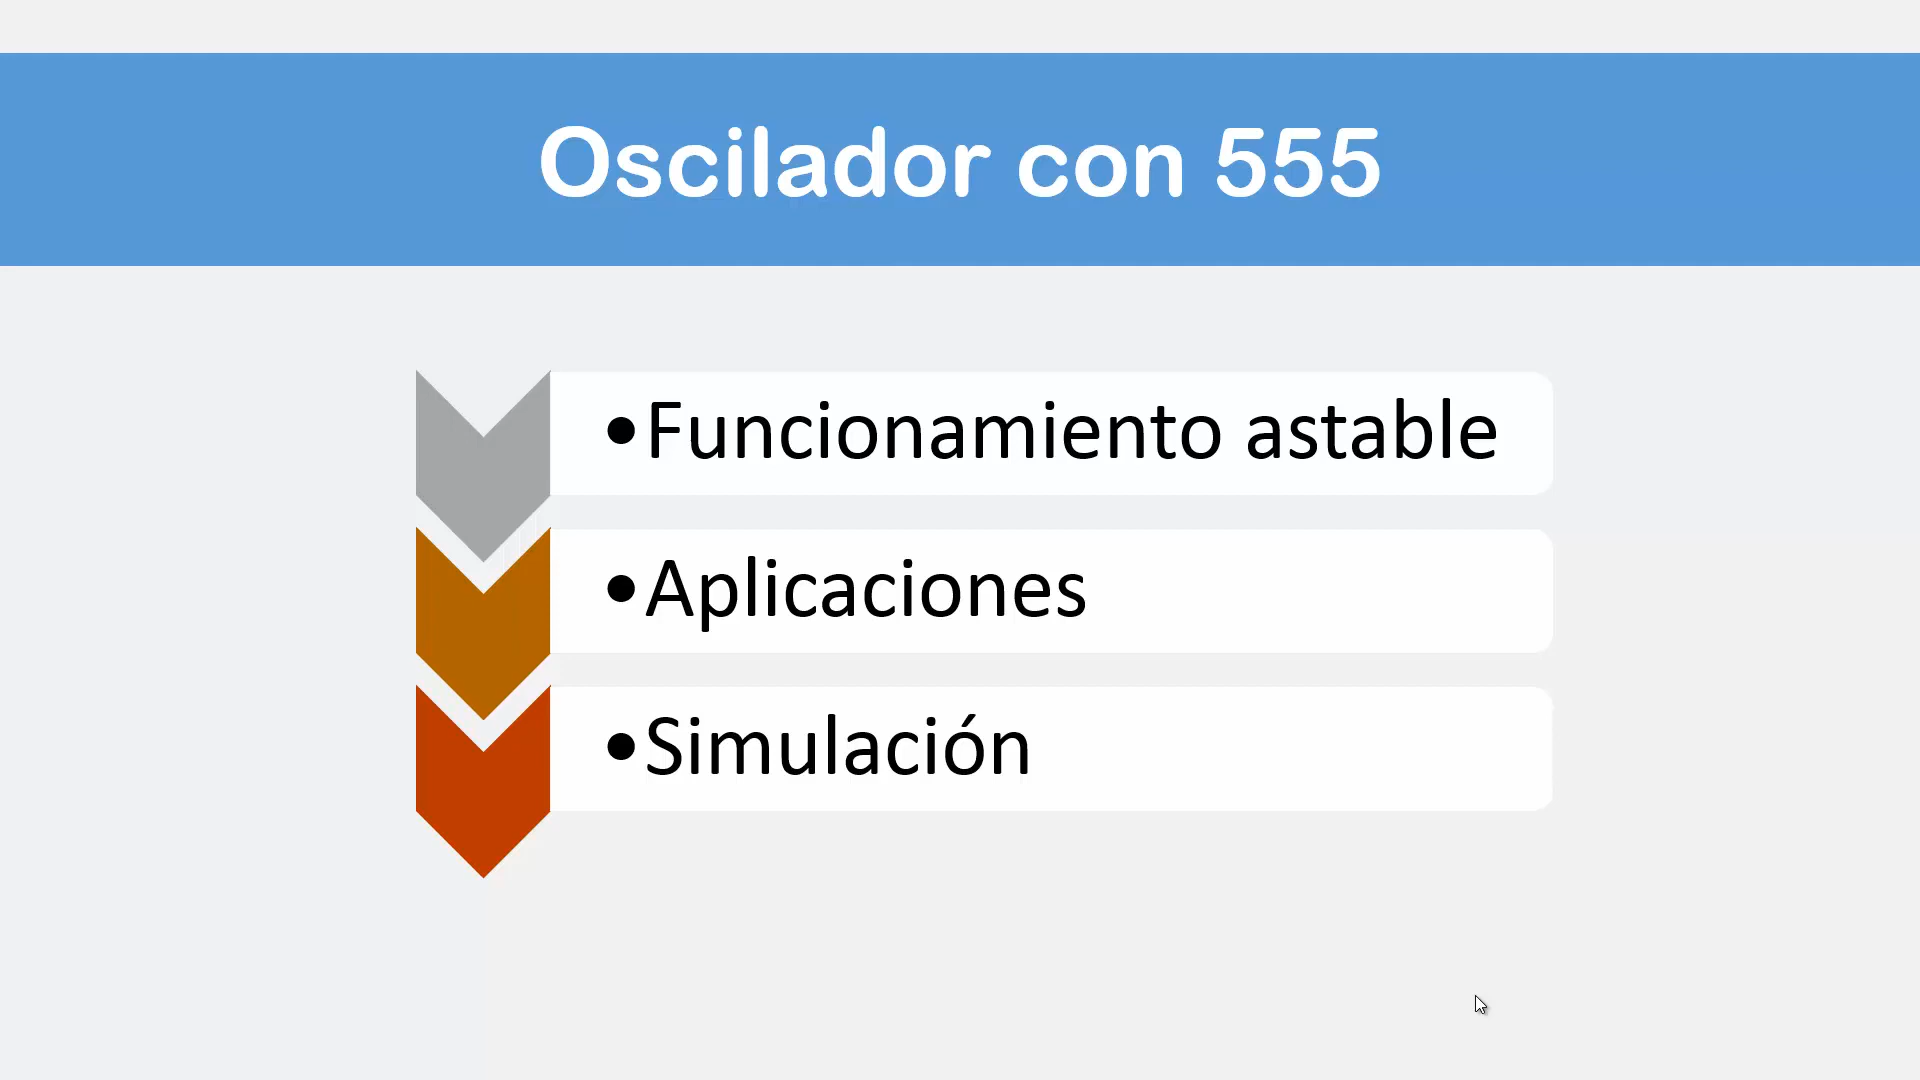 Oscilador con 555
•Funcionamiento astable
•Aplicaciones
•Simulación